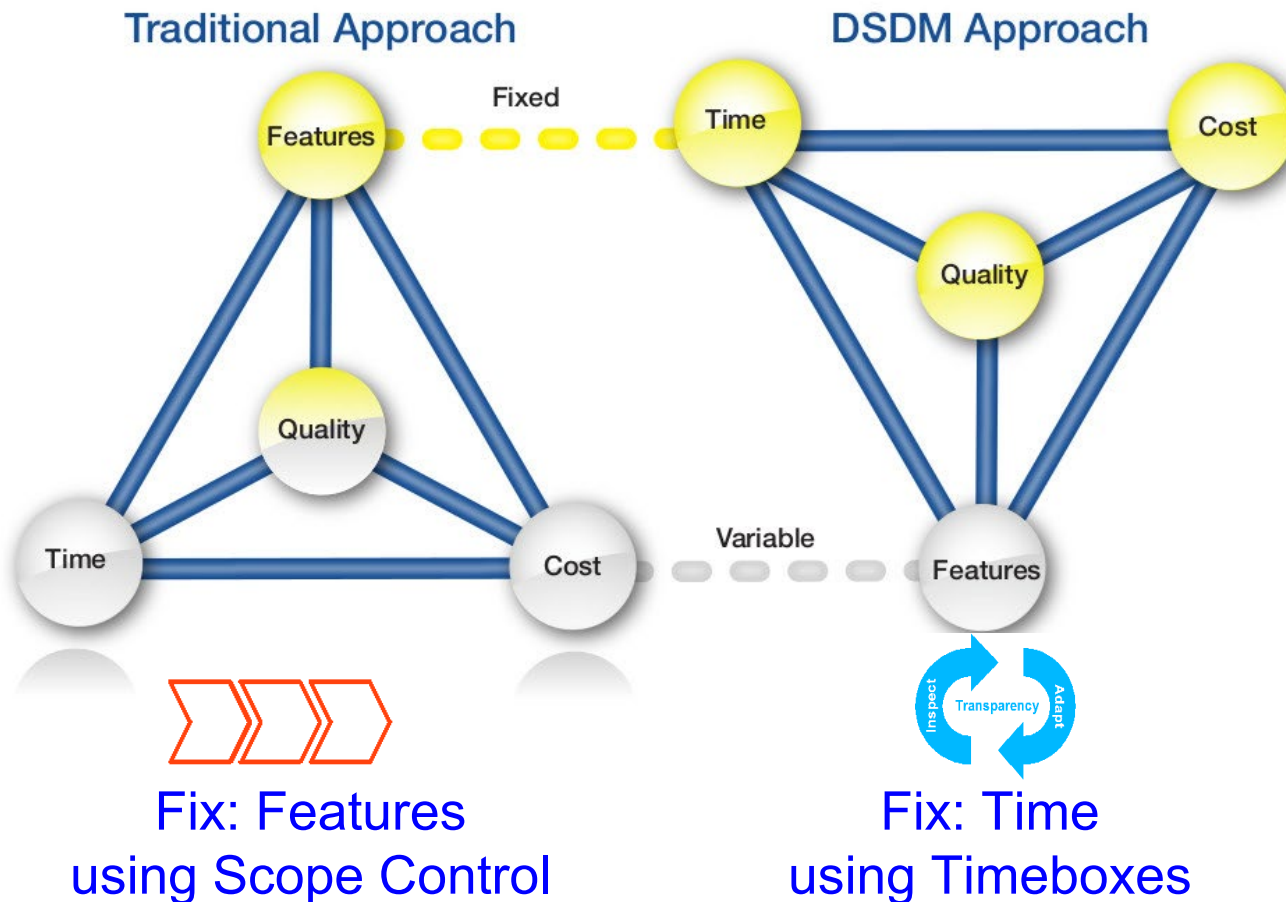 Traditional Approach
DSDM Approach
Features
Fixed
Time
Cost
Quality
Quality
Time
Cost
Variable
Features
Inspect
Transparency
Adapt
Fix: Features
using Scope Control
Fix: Time
using Timeboxes